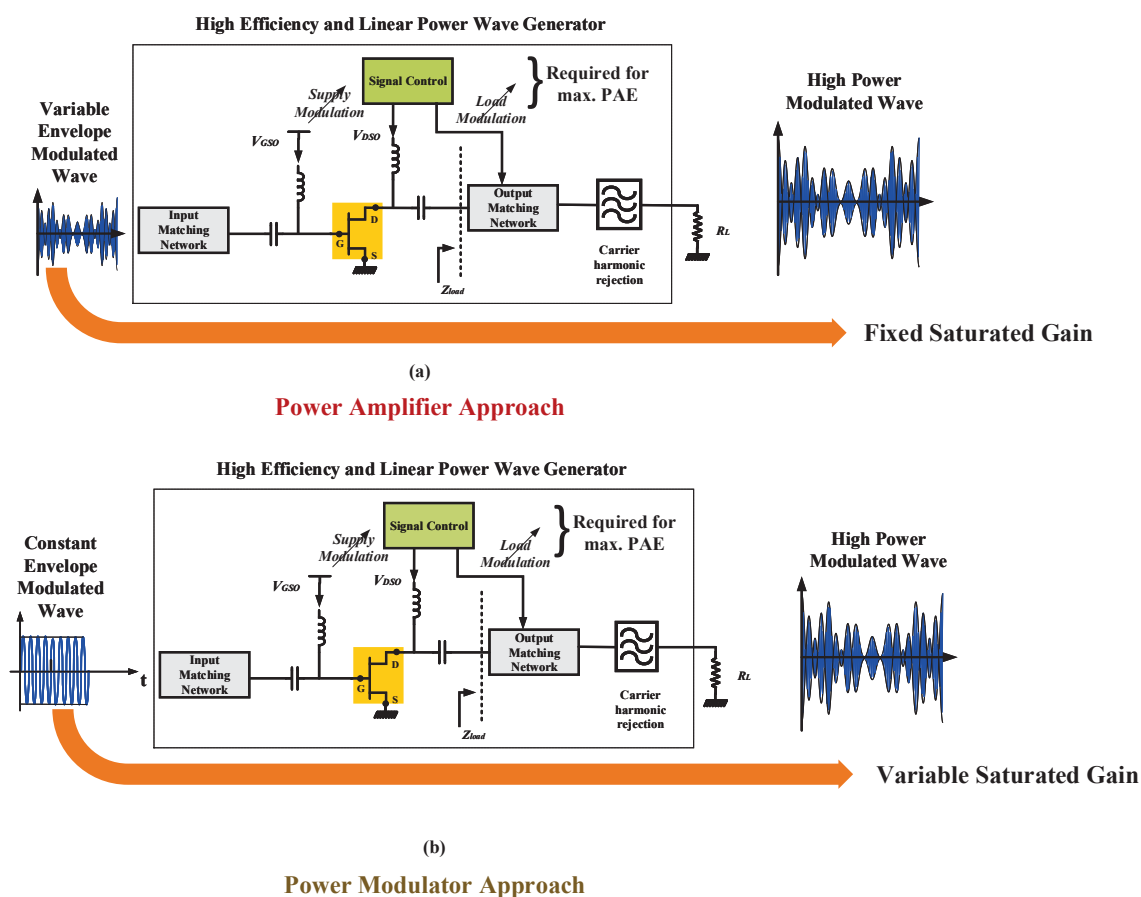 High Efficiency and Linear Power Wave Generator
Variable
Envelope
Modulated
Wave
Supply
Modulation
Signal Control
Load
Modulation
}
Required for
max. PAE
High Power
Modulated Wave
VGSO
VDSO
Input
Matching
Network
G
D
S
Zload
Output
Matching
Network
Carrier
harmonic
rejection
RL
Fixed Saturated Gain
(a)
Power Amplifier Approach
High Efficiency and Linear Power Wave Generator
Constant
Envelope
Modulated
Wave
t
Supply
Modulation
Signal Control
Load
Modulation
}
Required for
max. PAE
High Power
Modulated Wave
VGSO
VDSO
Input
Matching
Network
G
D
S
Zload
Output
Matching
Network
Carrier
harmonic
rejection
RL
Variable Saturated Gain
(b)
Power Modulator Approach